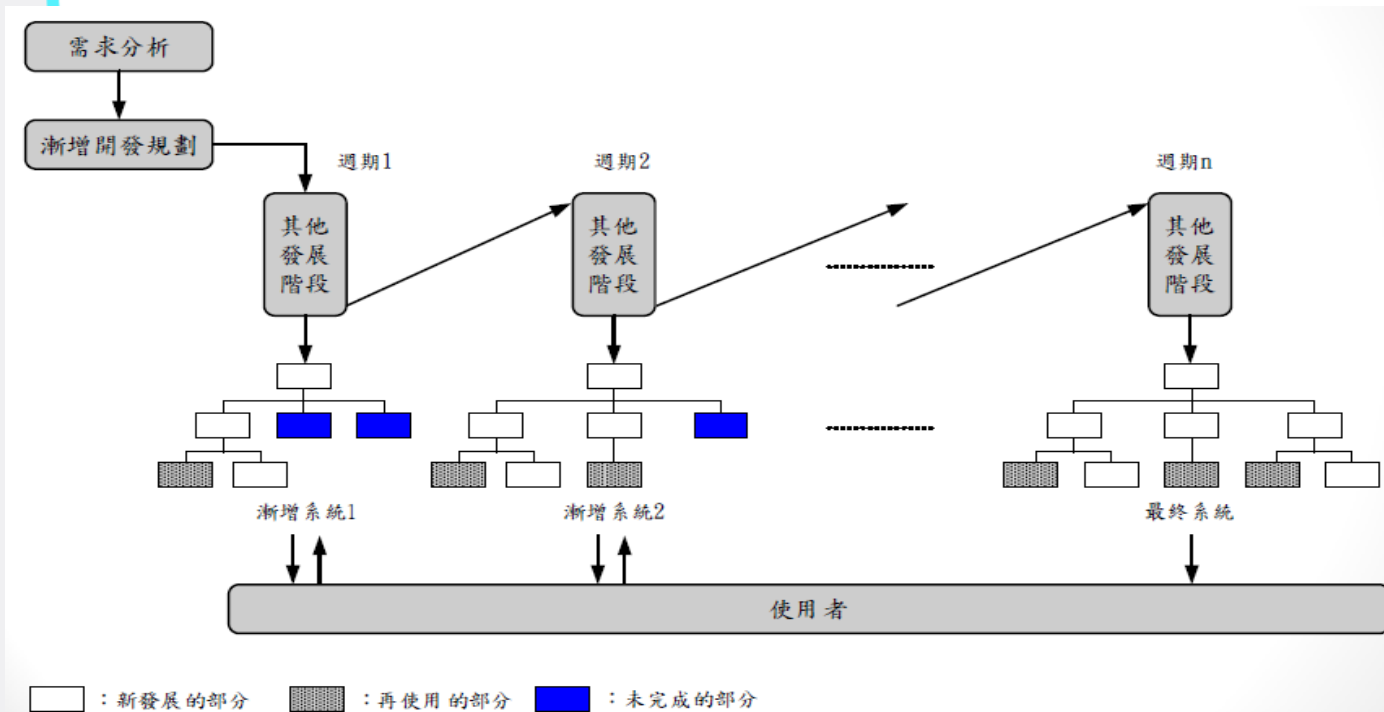 需求分析
漸增開發規劃
週期1
週期2
週期n
其他
發展
階段
其他
發展
階段
其他
發展
階段
漸增系統1
漸增系統2
最終系統
使用者
：新發展的部分
：再使用的部分
：未完成的部分